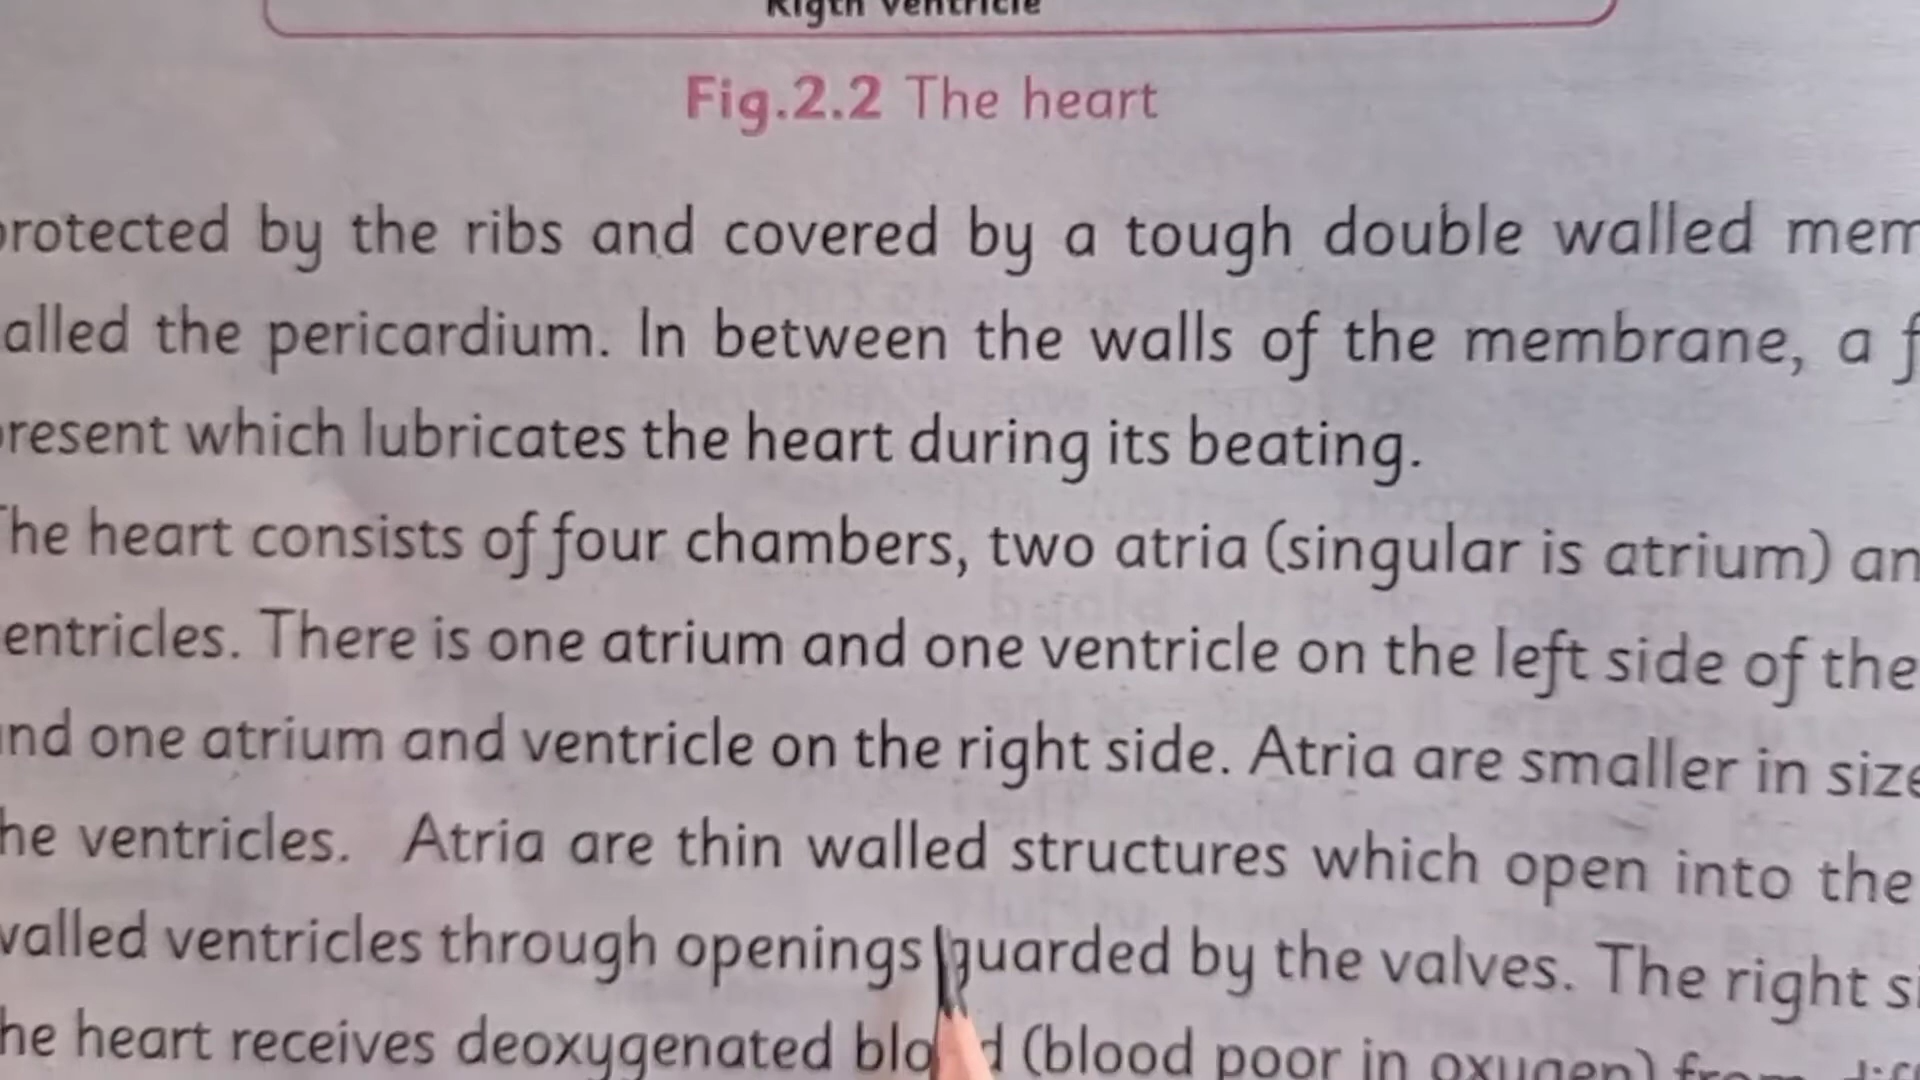 Rigth Ventricle
Fig.2.2 The heart
rotected by the ribs and covered by a tough double walled mem
alled the pericardium. In between the walls of the membrane, a f
resent which lubricates the heart during its beating.
he heart consists of four chambers, two atria (singular is atrium) an
entricles. There is one atrium and one ventricle on the left side of the
nd one atrium and ventricle on the right side. Atria are smaller in size
he ventricles. Atria are thin walled structures which open into the
walled ventricles through openings guarded by the valves. The right si
he heart receives deoxygenated blood (blood poor in oxygen) from